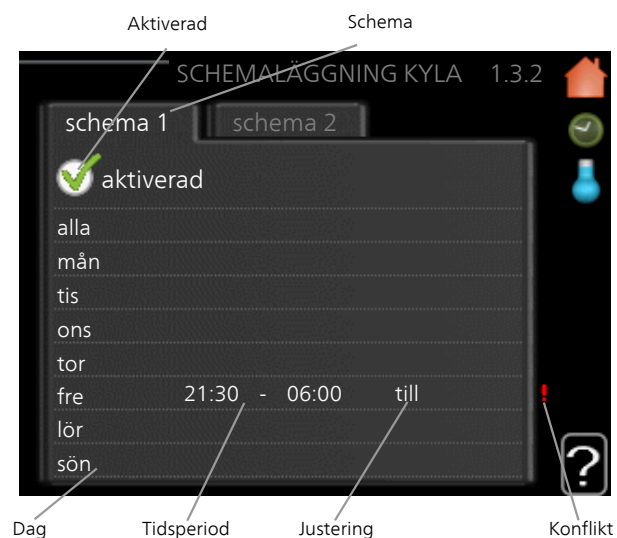 Aktiverad Schema
SCHEMALÄGGNING KYLA 1.3.2
schema 1 schema 2
aktiverad
alla
mån
tis
ons
tor
fre 21:30 - 06:00 till !
lör
sön
?
Dag Tidsperiod Justering Konflikt